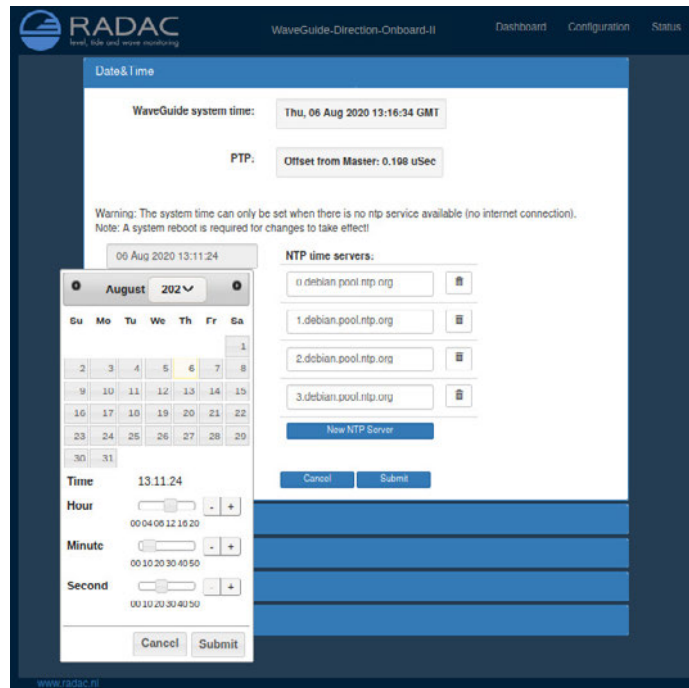 RADAC
level, tide and wave monitoring
WaveGuide-Direction-Onboard-II
Dashboard Configuration Status
Date&Time
WaveGuide system time: Thu, 06 Aug 2020 13:16:34 GMT
PTP: Offset from Master: 0.198 uSec
Warning: The system time can only be set when there is no ntp service available (no internet connection).
Note: A system reboot is required for changes to take effect!
06 Aug 2020 13:11:24
NTP time servers:
0.debian.pool.ntp.org
1.debian.pool.ntp.org
2.debian.pool.ntp.org
3.debian.pool.ntp.org
New NTP Server
Cancel Submit
August 202
Su Mo Tu We Th Fr Sa
1
2 3 4 5 6 7 8
9 10 11 12 13 14 15
16 17 18 19 20 21 22
23 24 25 26 27 28 29
30 31
Time 13:11:24
Hour - +
00 04 08 12 16 20
Minute - +
00 10 20 30 40 50
Second - +
00 10 20 30 40 50
Cancel Submit
www.radac.nl